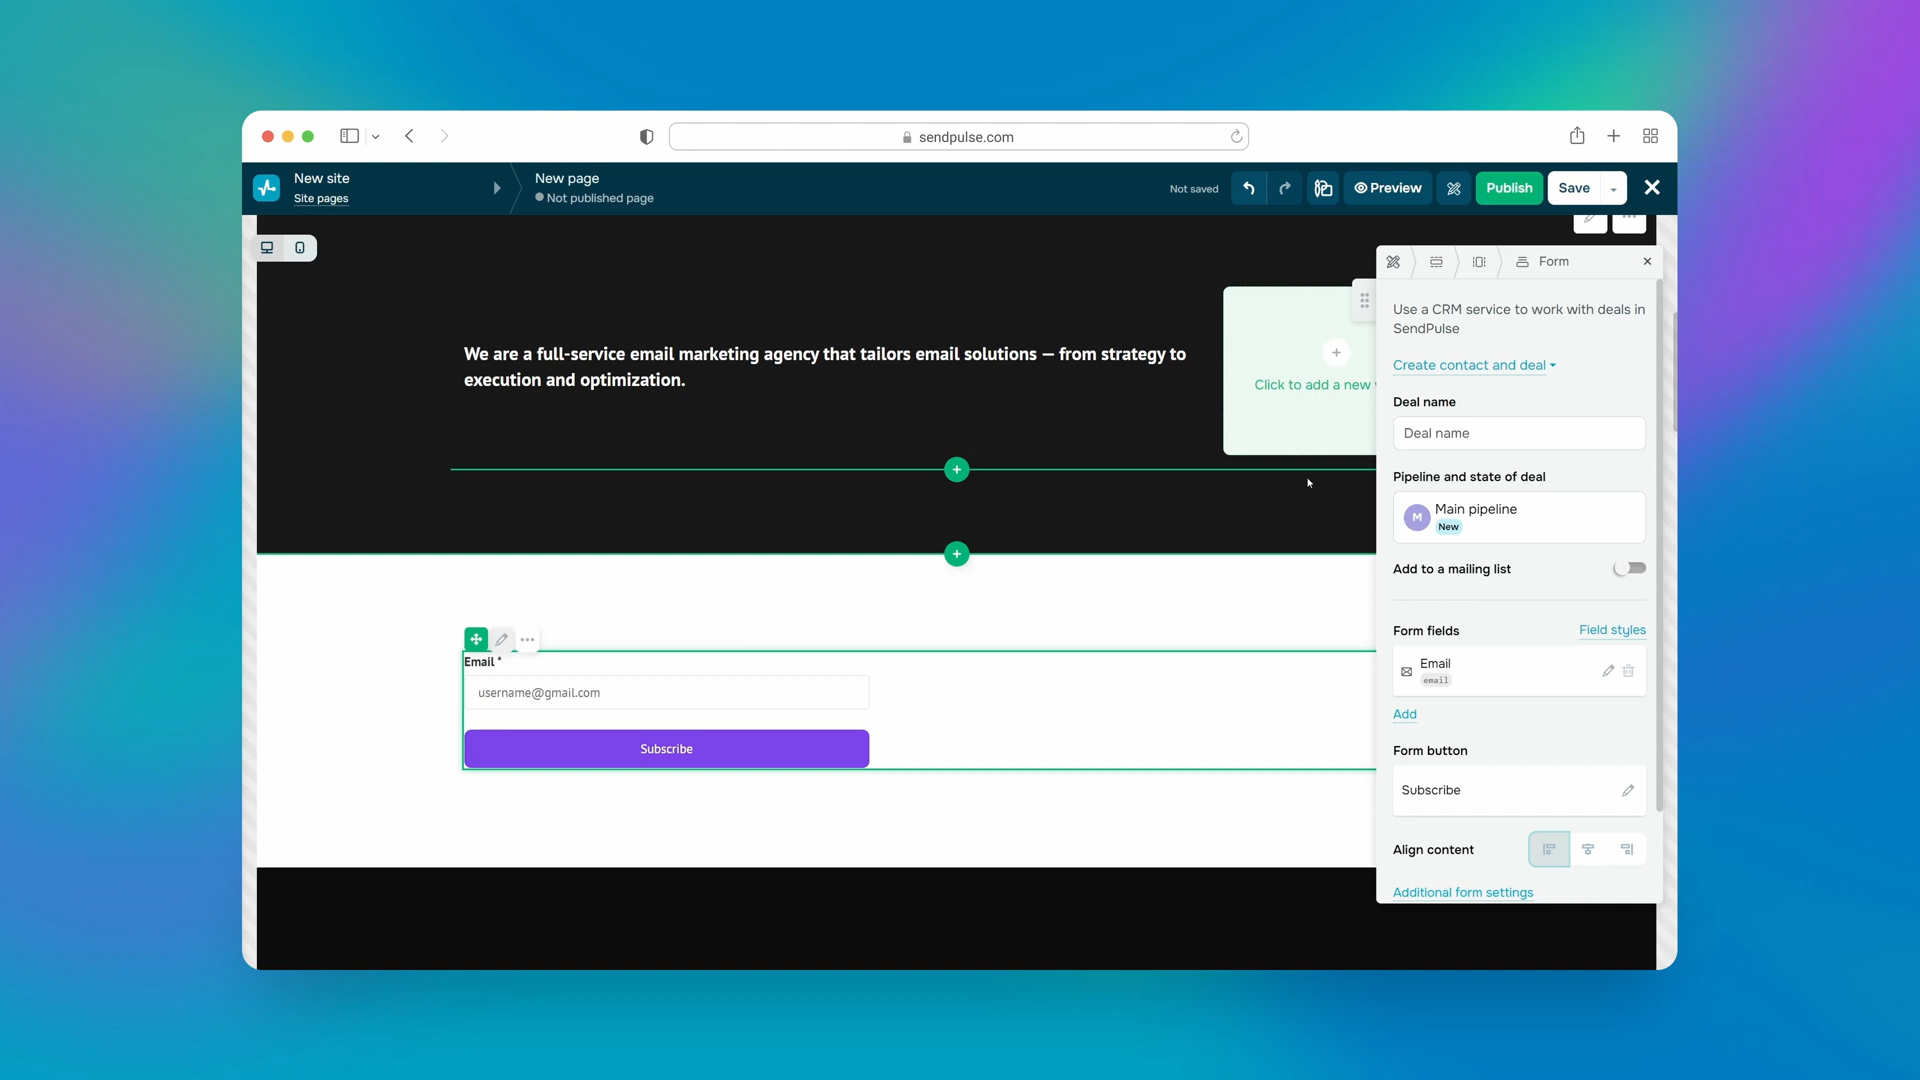 sendpulse.com
New site
Site pages
New page
Not published page
Not saved
Preview
Publish
Save
Form
Use a CRM service to work with deals in
SendPulse
Create contact and deal
Deal name
Deal name
Pipeline and state of deal
M
Main pipeline
New
Add to a mailing list
Form fields
Field styles
Email
email
Add
Form button
Subscribe
Align content
Additional form settings
We are a full-service email marketing agency that tailors email solutions — from strategy to
execution and optimization.
Click to add a new
Email *
username@gmail.com
Subscribe